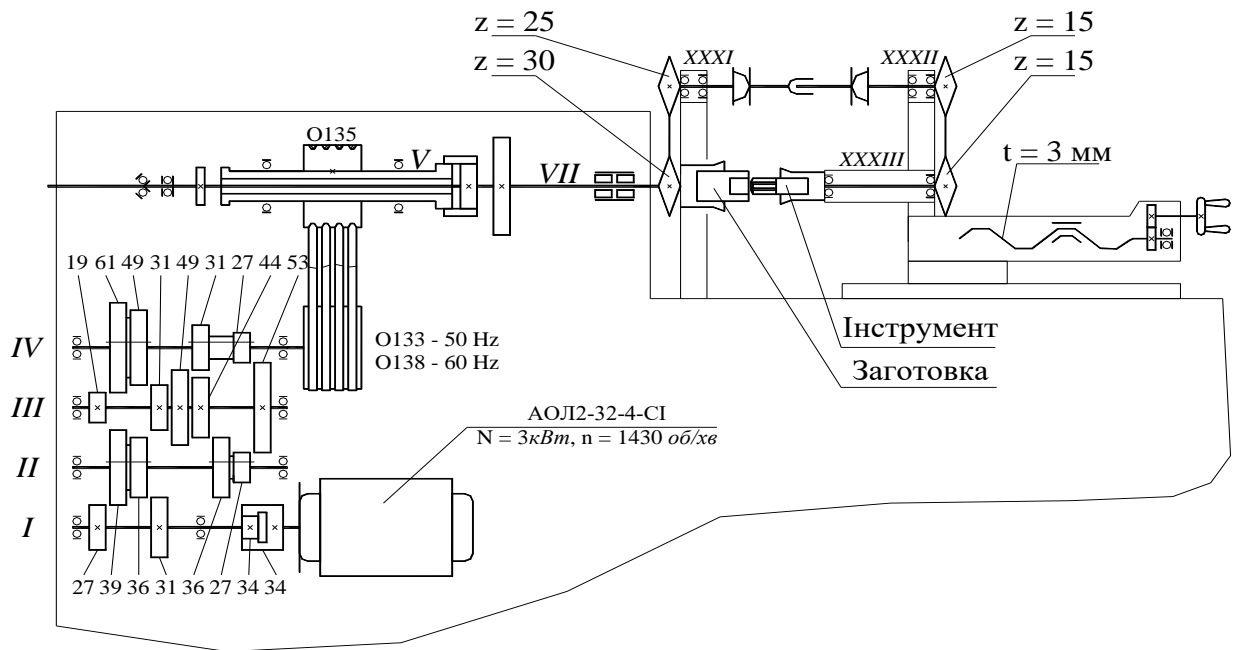 z = 25
z = 30
XXXI
XXXII
z = 15
z = 15
O135
V
VII
XXXIII
t = 3 мм
19 61 49 31 49 31 27 44 53
IV
O133 - 50 Hz
O138 - 60 Hz
Інструмент
Заготовка
III
АОЛ2-32-4-СІ
N = 3кВт, n = 1430 об/хв
II
I
27 39 36 31 36 27 34 34